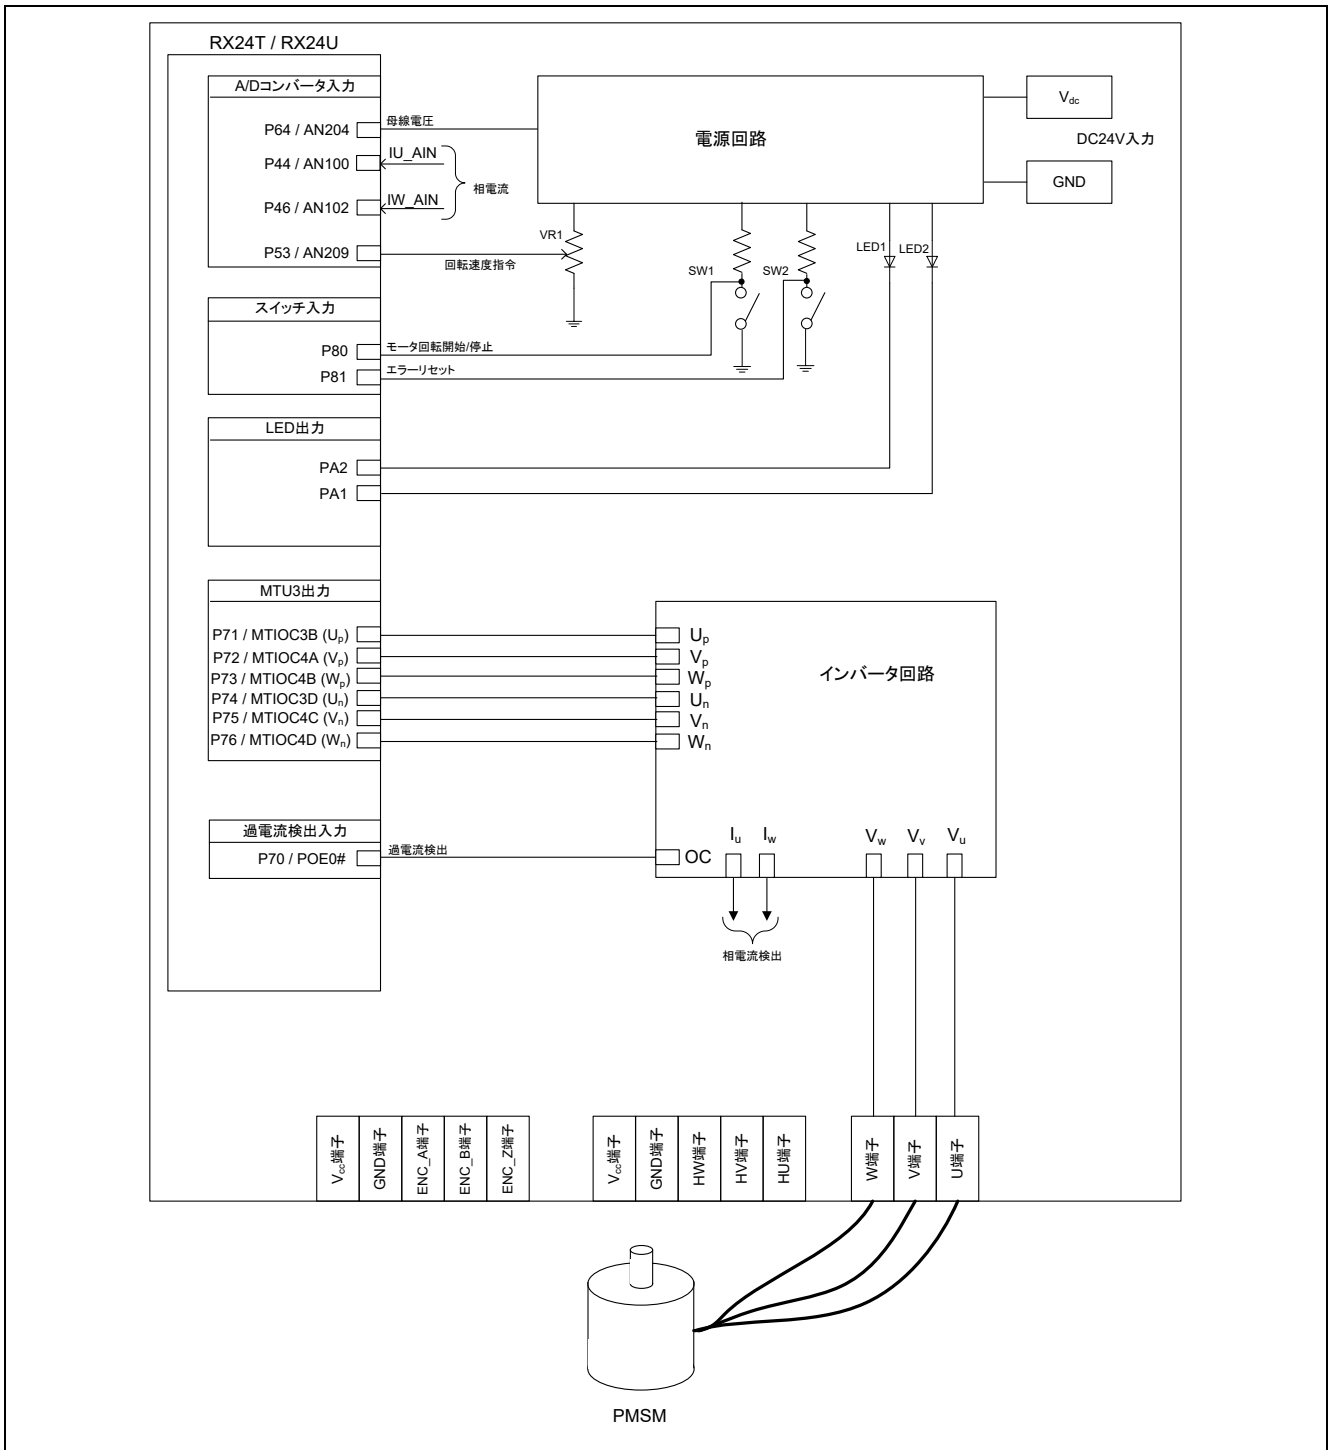 RX24T / RX24U
A/Dコンバータ入力
P64 / AN204
母線電圧
P44 / AN100
IU_AIN
相電流
P46 / AN102
IW_AIN
P53 / AN209
回転速度指令
VR1
電源回路
Vdc
DC24V入力
GND
SW1
SW2
LED1
LED2
スイッチ入力
P80
モータ回転開始/停止
P81
エラーリセット
LED出力
PA2
PA1
MTU3出力
P71 / MTIOC3B (Up)
P72 / MTIOC4A (Vp)
P73 / MTIOC4B (Wp)
P74 / MTIOC3D (Un)
P75 / MTIOC4C (Vn)
P76 / MTIOC4D (Wn)
Up
Vp
Wp
Un
Vn
Wn
インバータ回路
過電流検出入力
P70 / POE0#
過電流検出
OC
Iu
Iw
Vw
Vv
Vu
相電流検出
Vcc端子
GND端子
ENC_A端子
ENC_B端子
ENC_Z端子
Vcc端子
GND端子
HW端子
HV端子
HU端子
W端子
V端子
U端子
PMSM